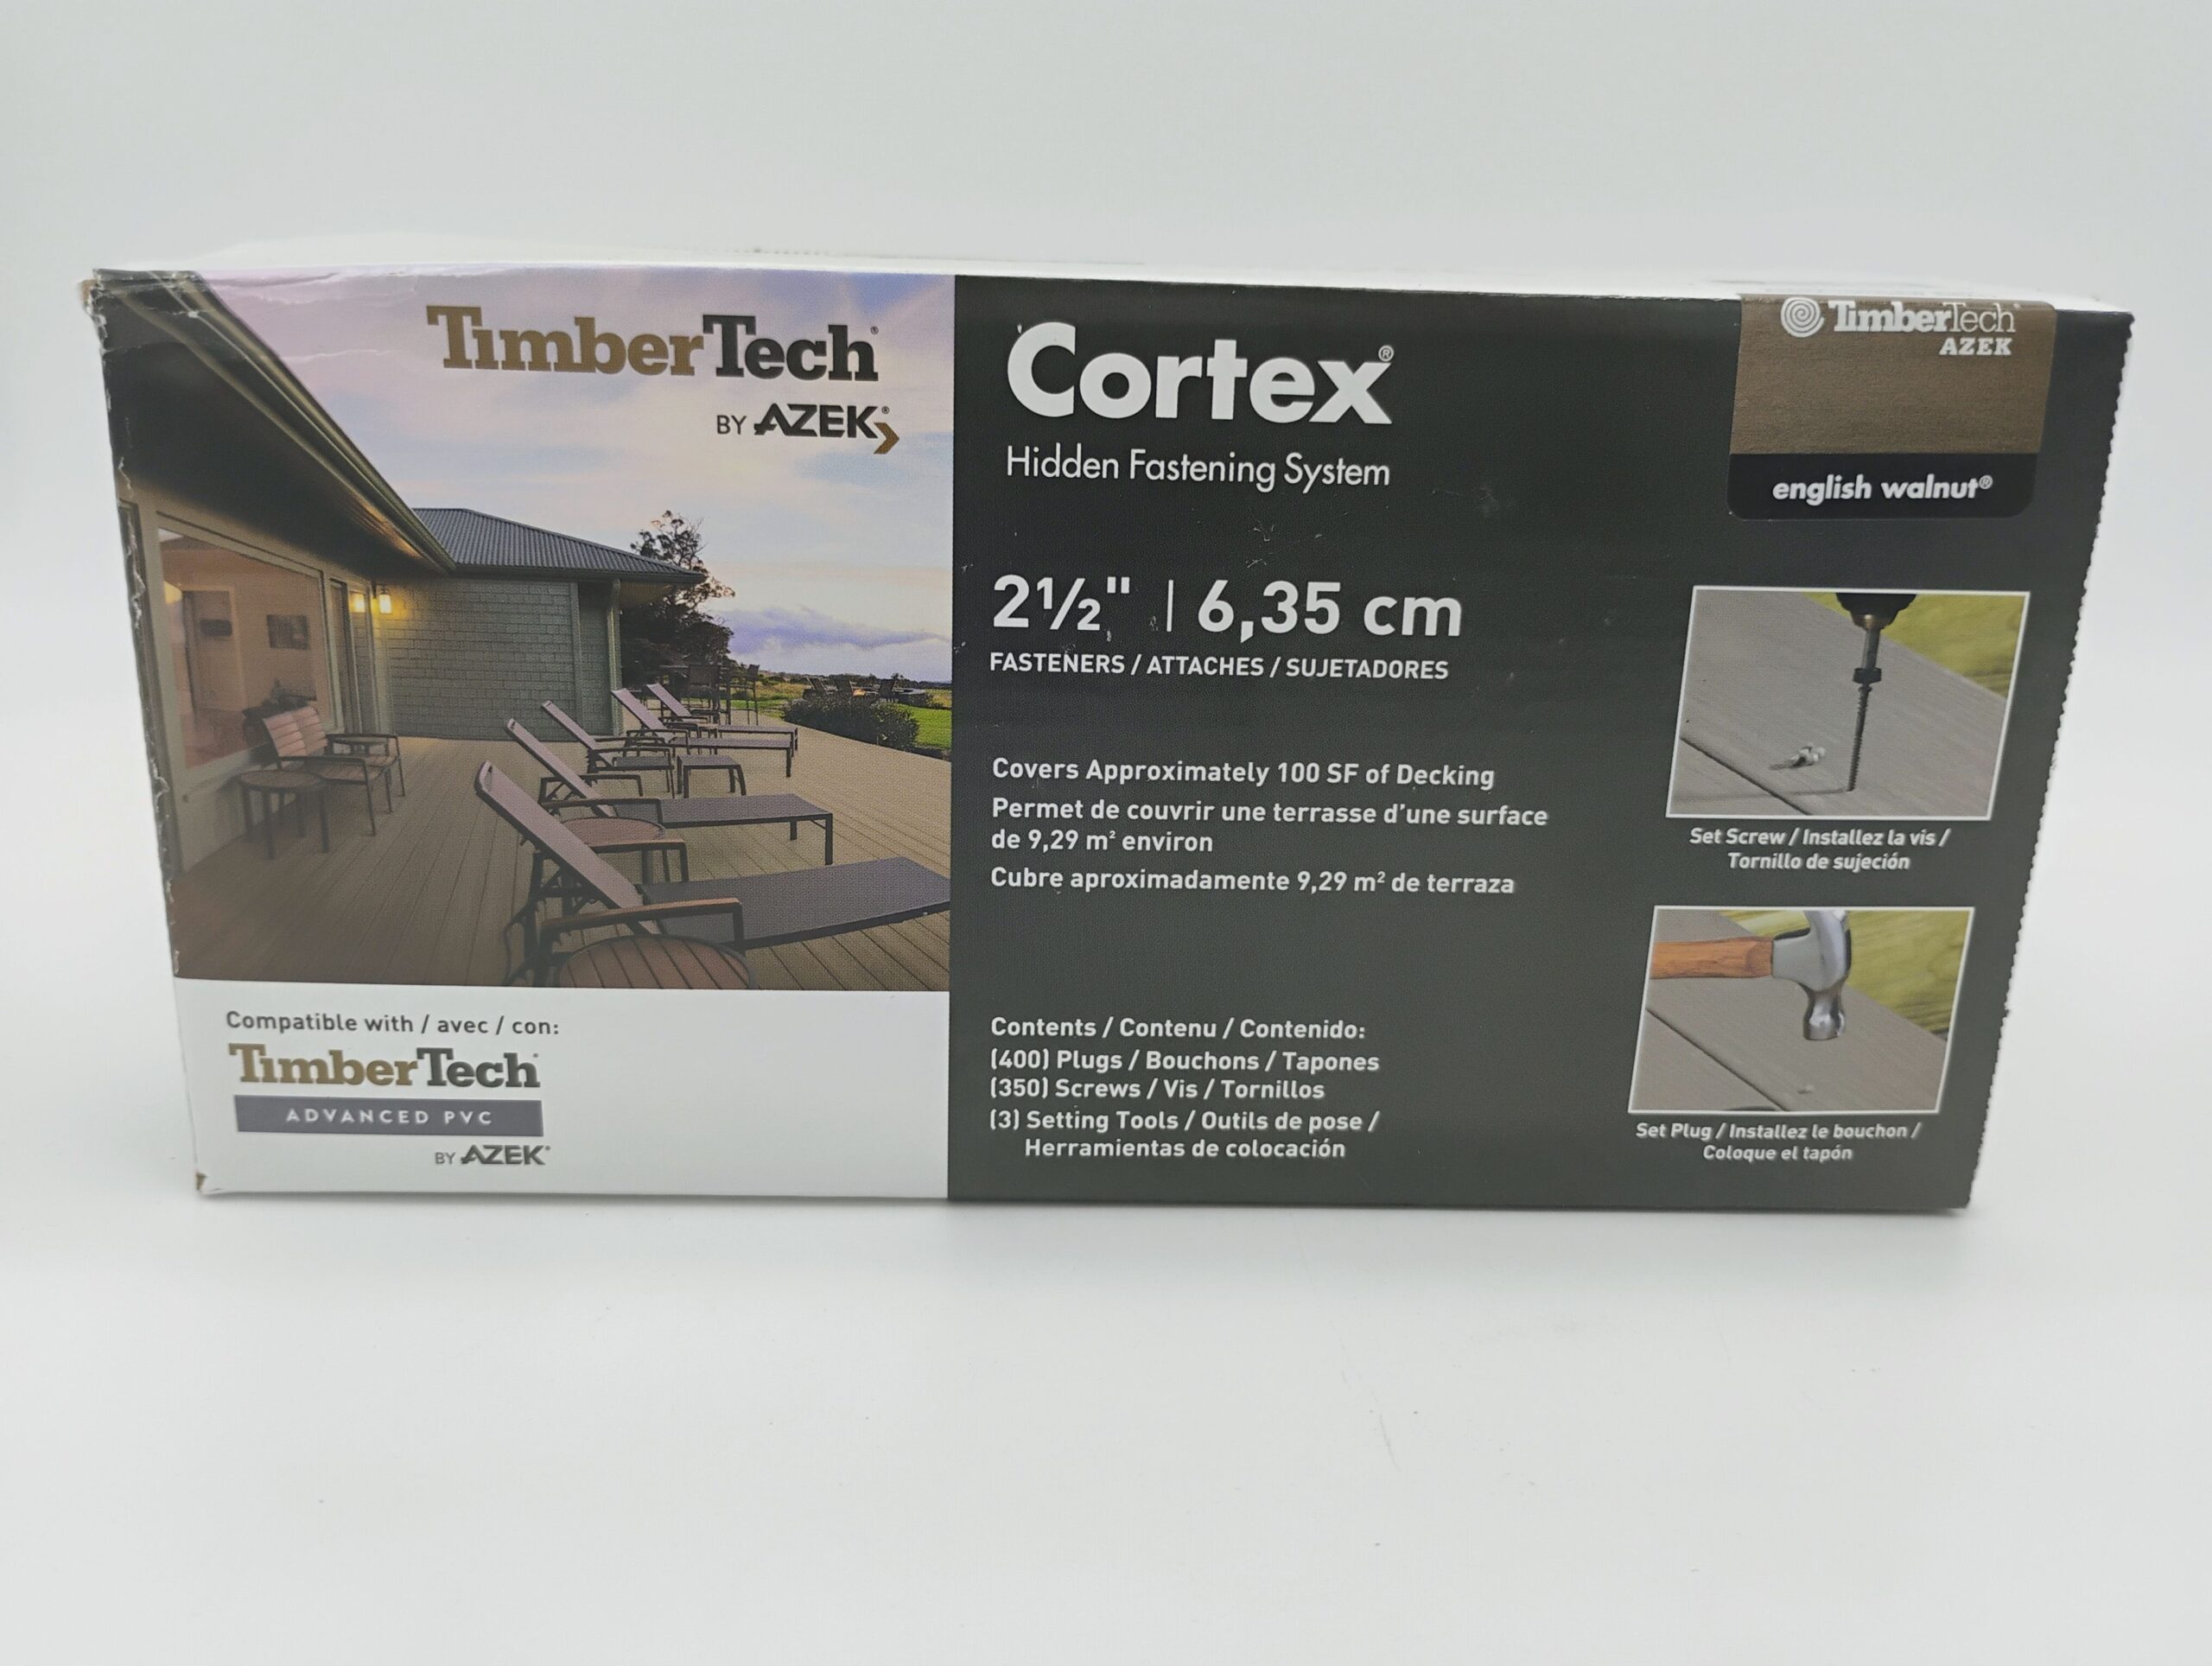 TimberTech®
BY AZEK®
Cortex®
Hidden Fastening System
2½" | 6,35 cm
FASTENERS / ATTACHES / SUJETADORES
Covers Approximately 100 SF of Decking
Permet de couvrir une terrasse d'une surface
de 9,29 m² environ
Cubre aproximadamente 9,29 m² de terraza
Contents / Contenu / Contenido:
(400) Plugs / Bouchons / Tapones
(350) Screws / Vis / Tornillos
(3) Setting Tools / Outils de pose /
Herramientas de colocación
TimberTech®
AZEK
english walnut®
Set Screw / Installez la vis /
Tornillo de sujeción
Set Plug / Installez le bouchon /
Coloque el tapón
Compatible with / avec / con:
TimberTech®
ADVANCED PVC
BY AZEK®